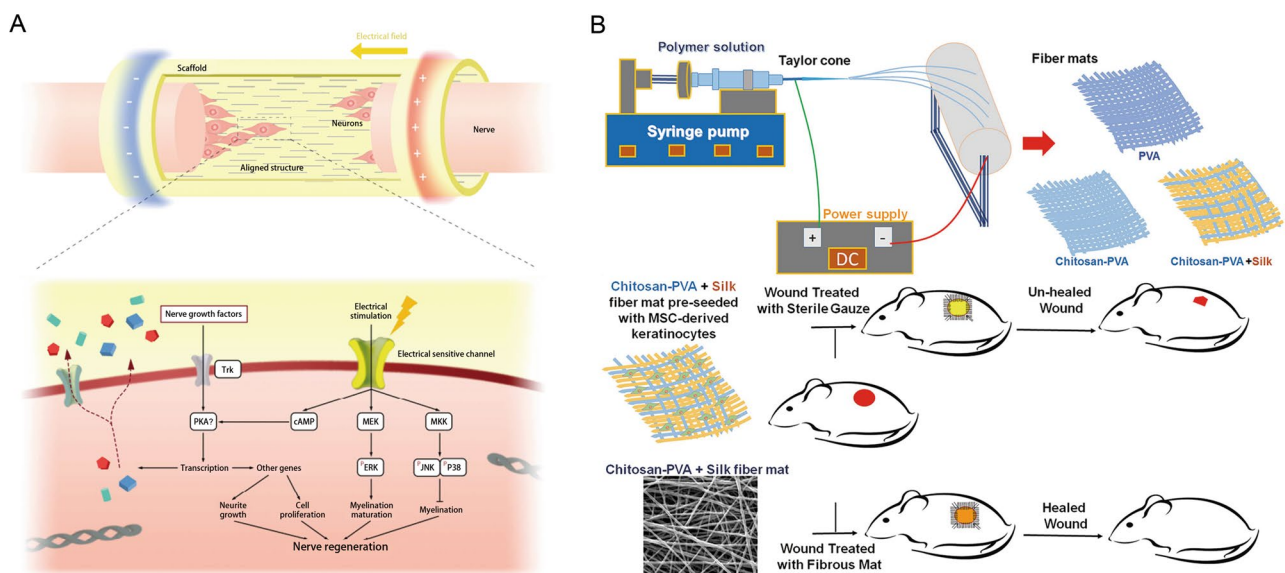 A
Electrical field
Scaffold
Neurons
Nerve
Aligned structure
Nerve growth factors
Electrical
stimulation
Electrical sensitive channel
Trk
PKA?
cAMP
MEK
MKK
Transcription
Other genes
PERK
PJNK
PP38
Neurite
growth
Cell
proliferation
Myelination
maturation
Myelination
Nerve regeneration
B
Polymer solution
Taylor cone
Fiber mats
Syringe pump
PVA
Power supply
+
-
DC
Chitosan-PVA
Chitosan-PVA +Silk
Chitosan-PVA + Silk
fiber mat pre-seeded
with MSC-derived
keratinocytes
Wound Treated
with Sterile Gauze
Un-healed
Wound
Chitosan-PVA + Silk fiber mat
Wound Treated
with Fibrous Mat
Healed
Wound